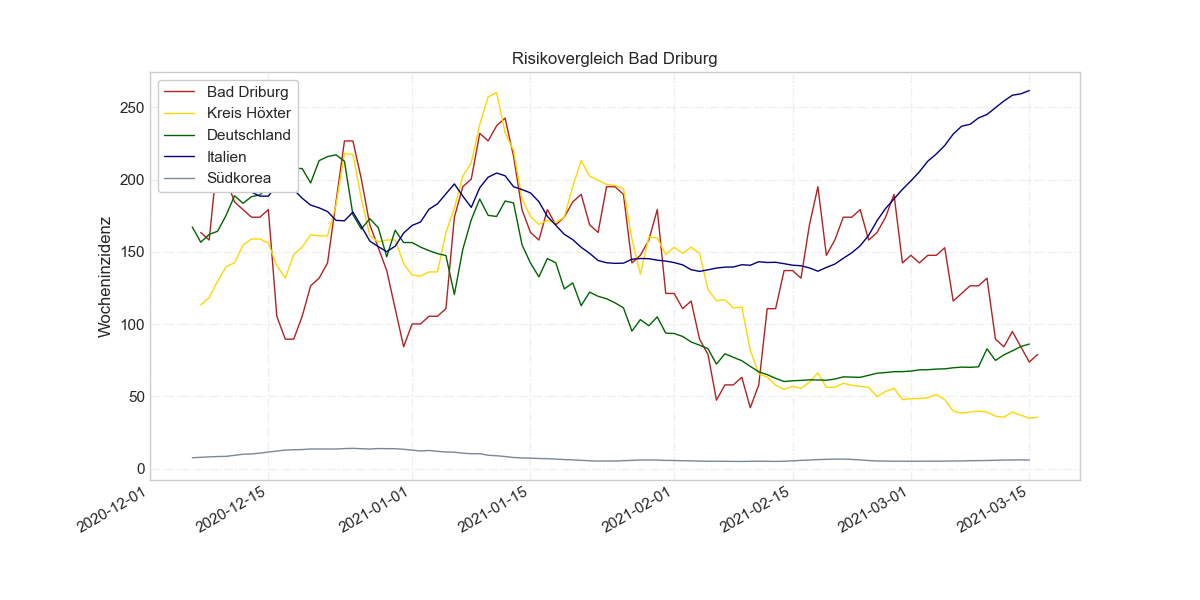 Risikovergleich Bad Driburg
Bad Driburg
Kreis Höxter
Deutschland
Italien
Südkorea
Wocheninzidenz
250
200
150
100
50
0
2020-12-01
2020-12-15
2021-01-01
2021-01-15
2021-02-01
2021-02-15
2021-03-01
2021-03-15